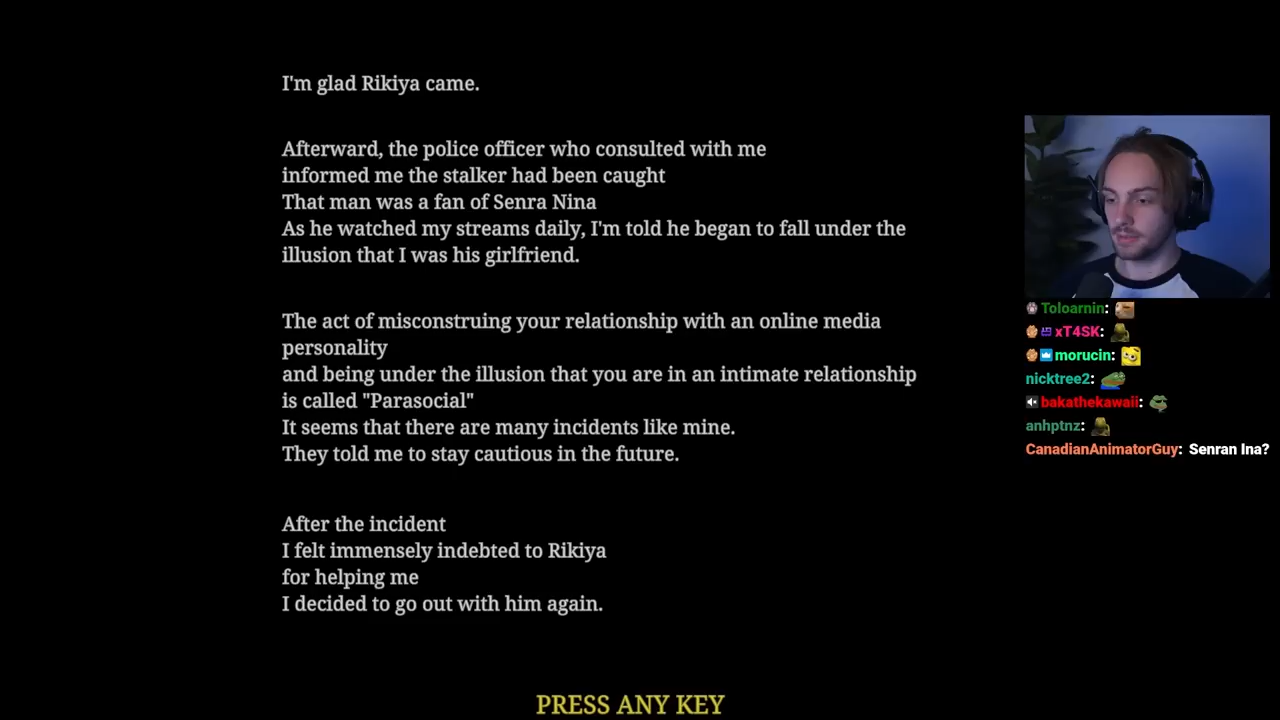 I'm glad Rikiya came.
Afterward, the police officer who consulted with me
informed me the stalker had been caught
That man was a fan of Senra Nina
As he watched my streams daily, I'm told he began to fall under the
illusion that I was his girlfriend.
The act of misconstruing your relationship with an online media
personality
and being under the illusion that you are in an intimate relationship
is called "Parasocial"
It seems that there are many incidents like mine.
They told me to stay cautious in the future.
After the incident
I felt immensely indebted to Rikiya
for helping me
I decided to go out with him again.
PRESS ANY KEY
Toloarnin:
xT4SK:
morucin:
nicktree2:
bakathekawaii:
anhptnz:
CanadianAnimatorGuy: Senran Ina?